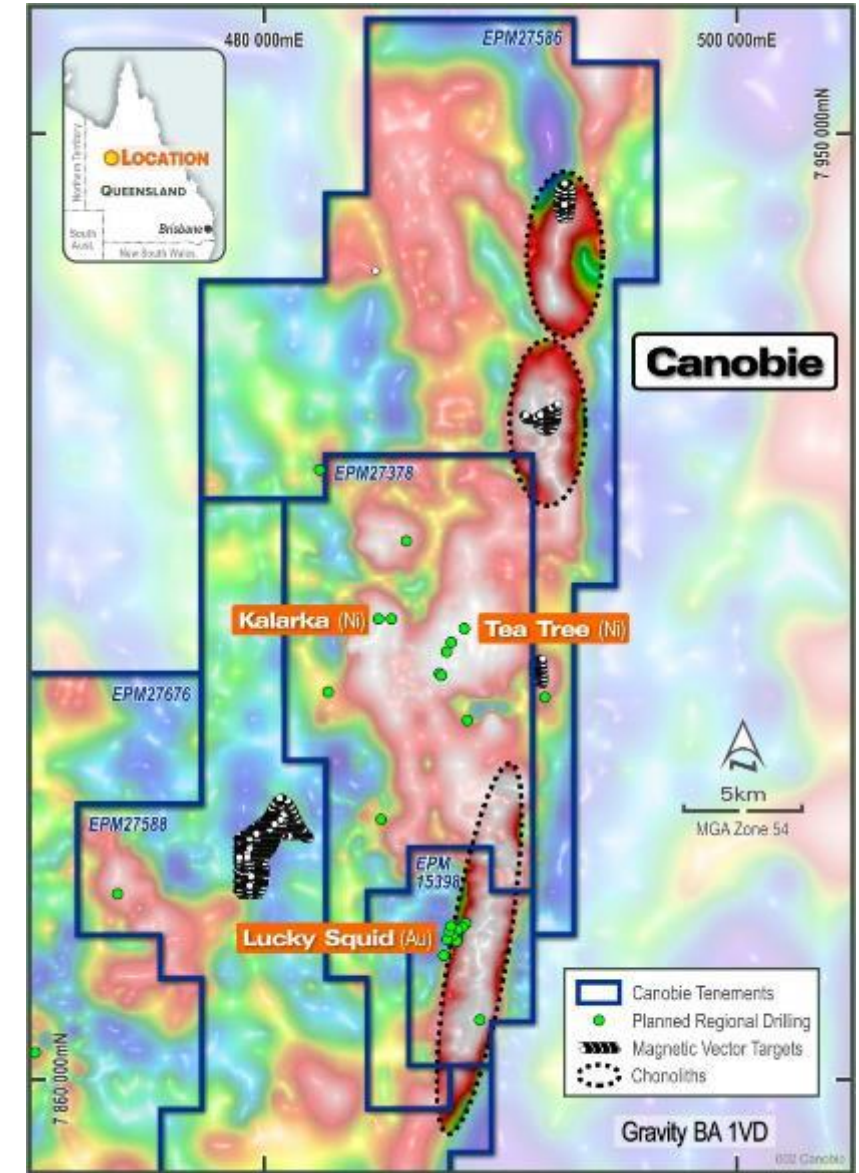 480 000mE
EPM27586
500 000mE
7 950 000mN
LOCATION
Northern Territory
QUEENSLAND
Brisbane
South
Aust.
New South Wales
Canobie
EPM27378
Kalarka (Ni)
Tea Tree (Ni)
EPM27676
5km
MGA Zone 54
EPM27588
EPM
15398
Lucky Squid (Au)
Canobie Tenements
Planned Regional Drilling
Magnetic Vector Targets
Chonoliths
7 860 000mN
Gravity BA 1VD
602 Canobie